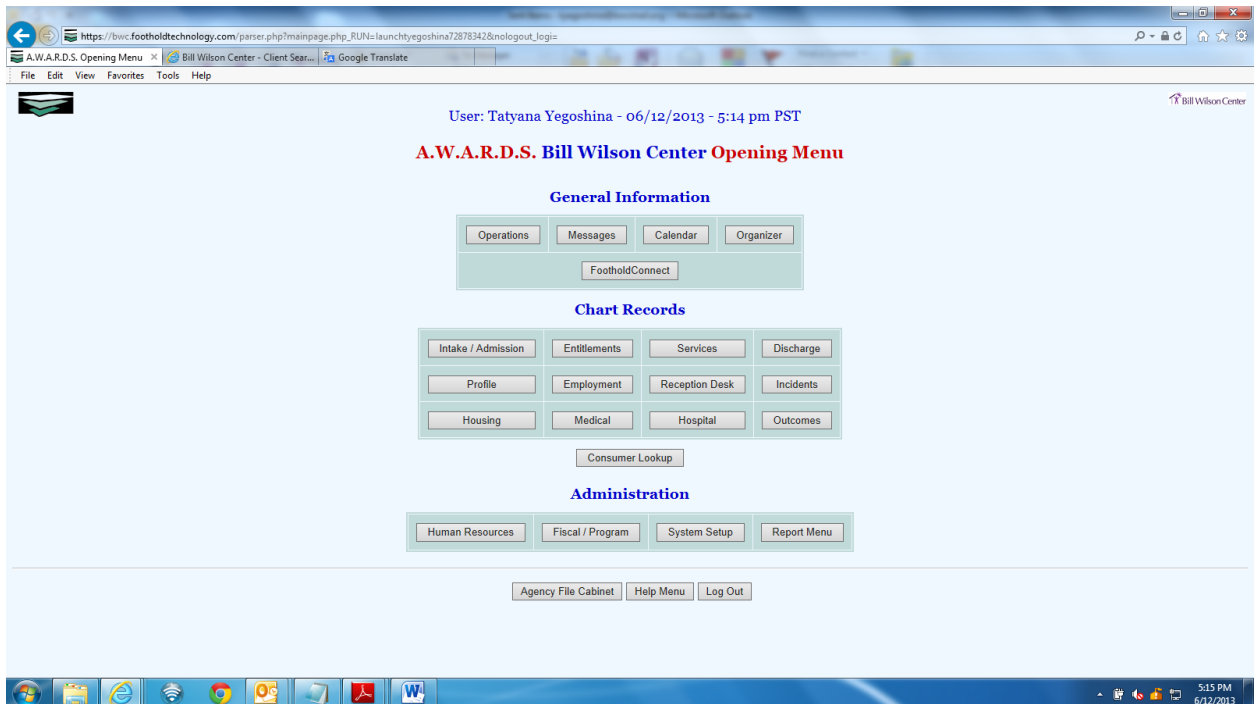 https://bwc.footholdtechnology.com/parser.php?mainpage.php_RUN=launchtyegoshina72878342&nologout_logi=
A.W.A.R.D.S. Opening Menu Bill Wilson Center - Client Sear... Google Translate
File Edit View Favorites Tools Help
Bill Wilson Center
User: Tatyana Yegoshina - 06/12/2013 - 5:14 pm PST
A.W.A.R.D.S. Bill Wilson Center Opening Menu
General Information
Operations Messages Calendar Organizer
FootholdConnect
Chart Records
Intake / Admission Entitlements Services Discharge
Profile Employment Reception Desk Incidents
Housing Medical Hospital Outcomes
Consumer Lookup
Administration
Human Resources Fiscal / Program System Setup Report Menu
Agency File Cabinet Help Menu Log Out
5:15 PM
6/12/2013